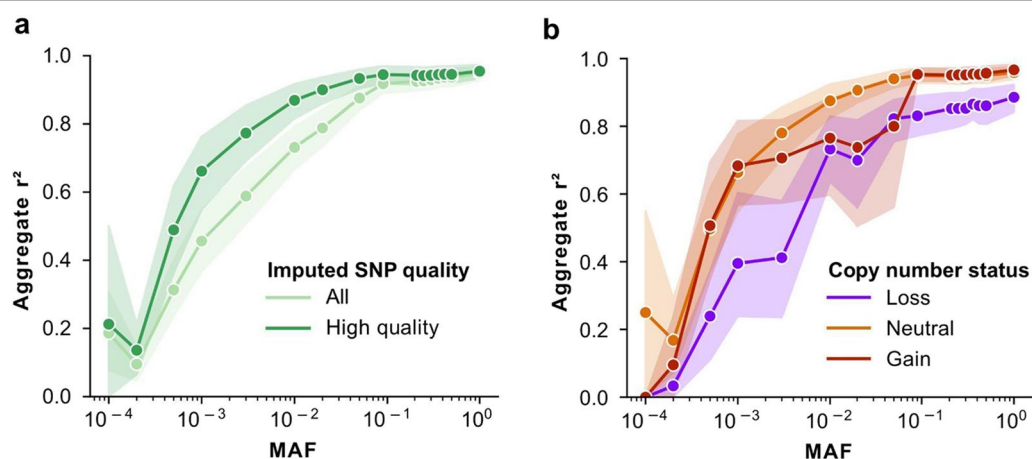 a
1.0
0.8
0.6
0.4
0.2
0.0
Aggregate r²
10⁻⁴ 10⁻³ 10⁻² 10⁻¹ 10⁰
MAF
Imputed SNP quality
All
High quality
b
1.0
0.8
0.6
0.4
0.2
0.0
Aggregate r²
10⁻⁴ 10⁻³ 10⁻² 10⁻¹ 10⁰
MAF
Copy number status
Loss
Neutral
Gain